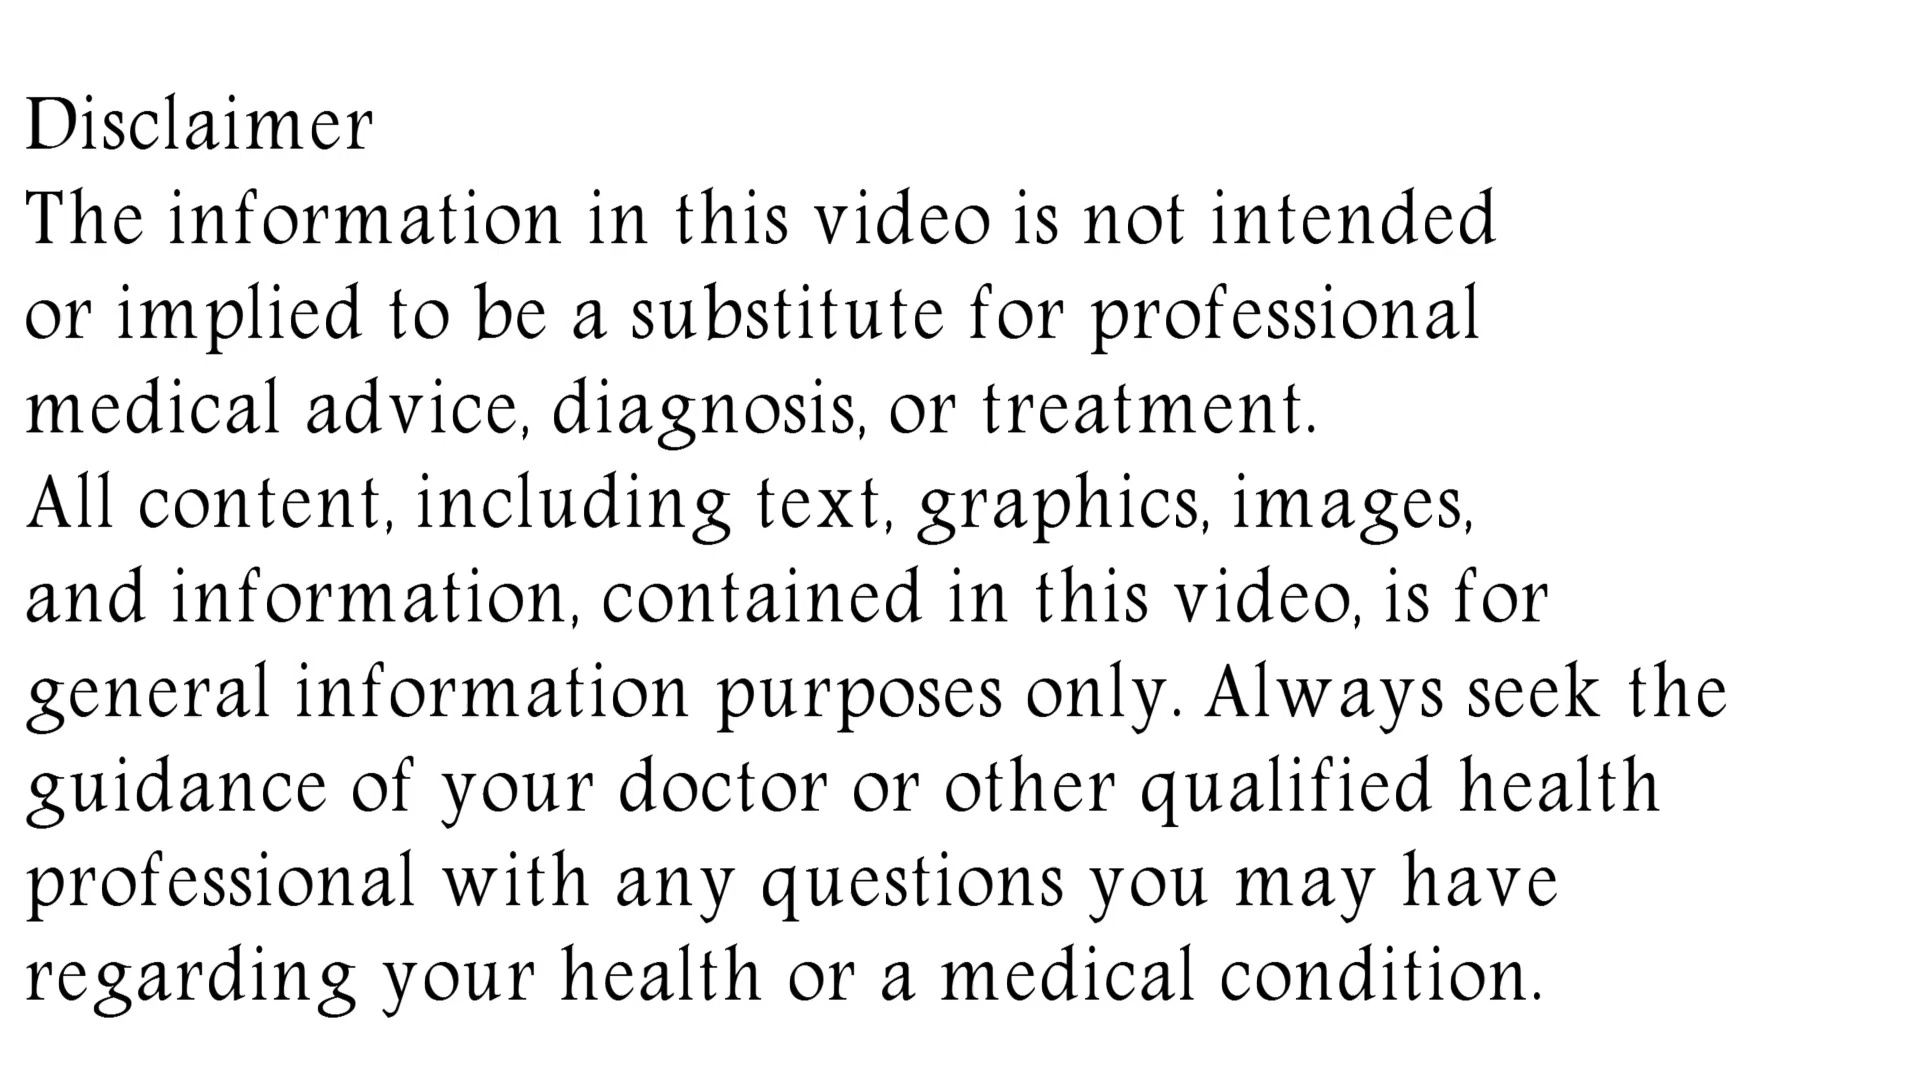 Disclaimer
The information in this video is not intended
or implied to be a substitute for professional
medical advice, diagnosis, or treatment.
All content, including text, graphics, images,
and information, contained in this video, is for
general information purposes only. Always seek the
guidance of your doctor or other qualified health
professional with any questions you may have
regarding your health or a medical condition.